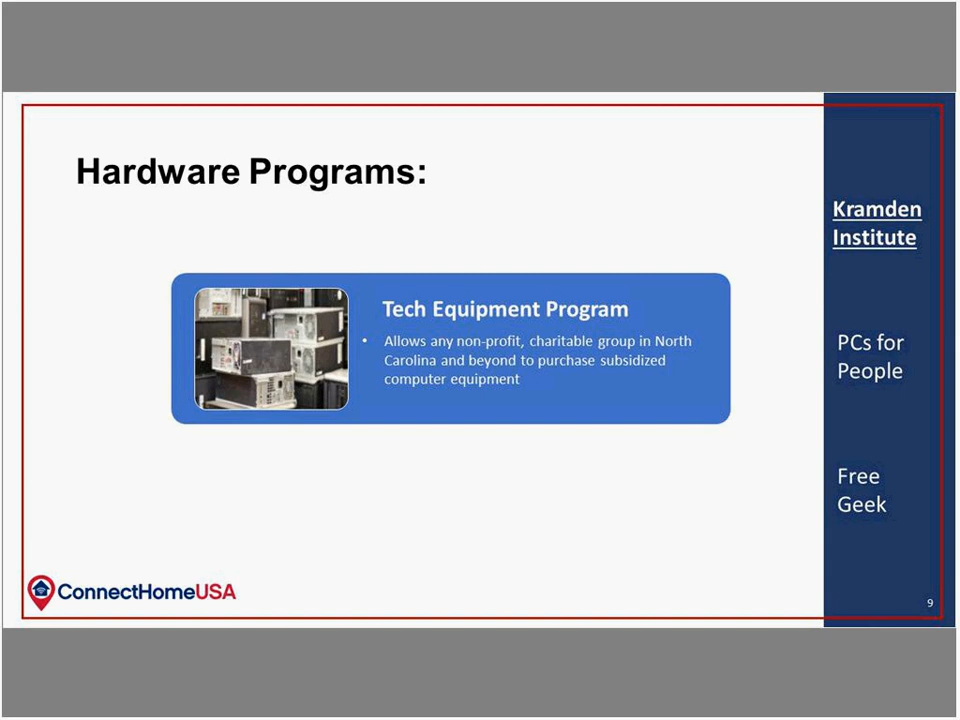 Hardware Programs:
Tech Equipment Program
• Allows any non-profit, charitable group in North
Carolina and beyond to purchase subsidized
computer equipment
Kramden
Institute
PCs for
People
Free
Geek
ConnectHomeUSA
9